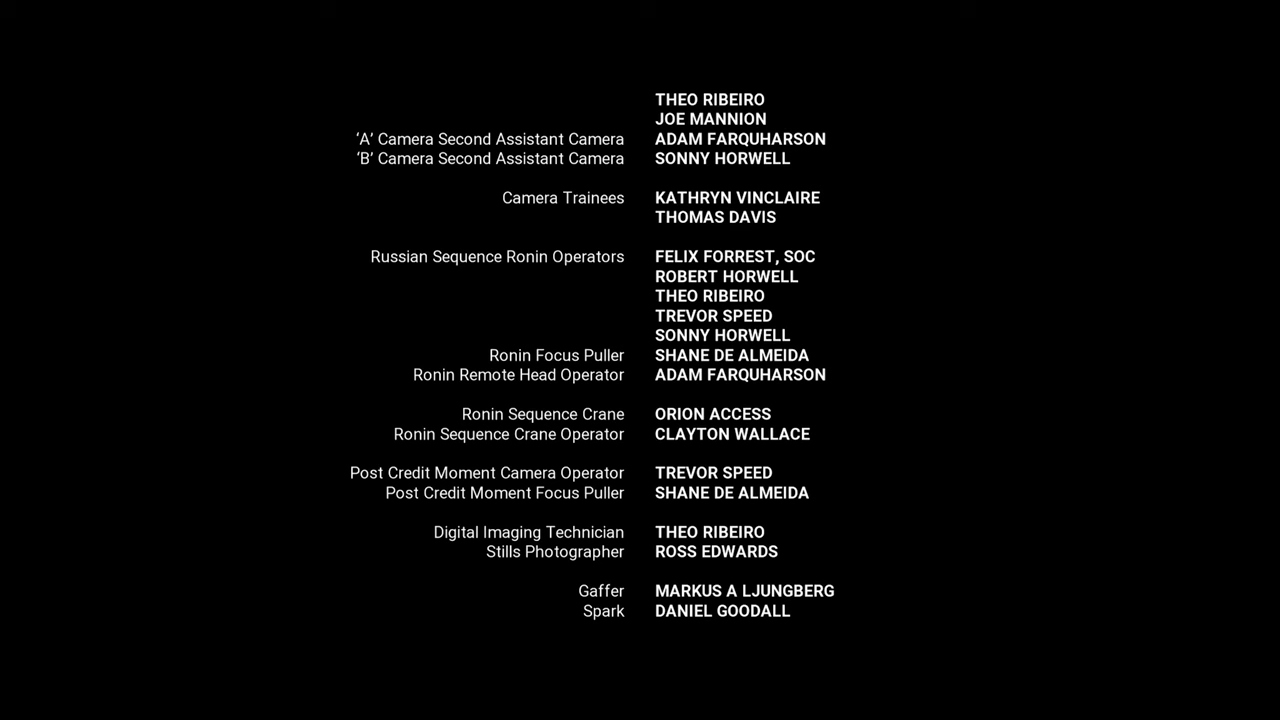 THEO RIBEIRO
JOE MANNION
‘A’ Camera Second Assistant Camera ADAM FARQUHARSON
‘B’ Camera Second Assistant Camera SONNY HORWELL
Camera Trainees KATHRYN VINCLAIRE
THOMAS DAVIS
Russian Sequence Ronin Operators FELIX FORREST, SOC
ROBERT HORWELL
THEO RIBEIRO
TREVOR SPEED
SONNY HORWELL
Ronin Focus Puller SHANE DE ALMEIDA
Ronin Remote Head Operator ADAM FARQUHARSON
Ronin Sequence Crane ORION ACCESS
Ronin Sequence Crane Operator CLAYTON WALLACE
Post Credit Moment Camera Operator TREVOR SPEED
Post Credit Moment Focus Puller SHANE DE ALMEIDA
Digital Imaging Technician THEO RIBEIRO
Stills Photographer ROSS EDWARDS
Gaffer MARKUS A LJUNGBERG
Spark DANIEL GOODALL